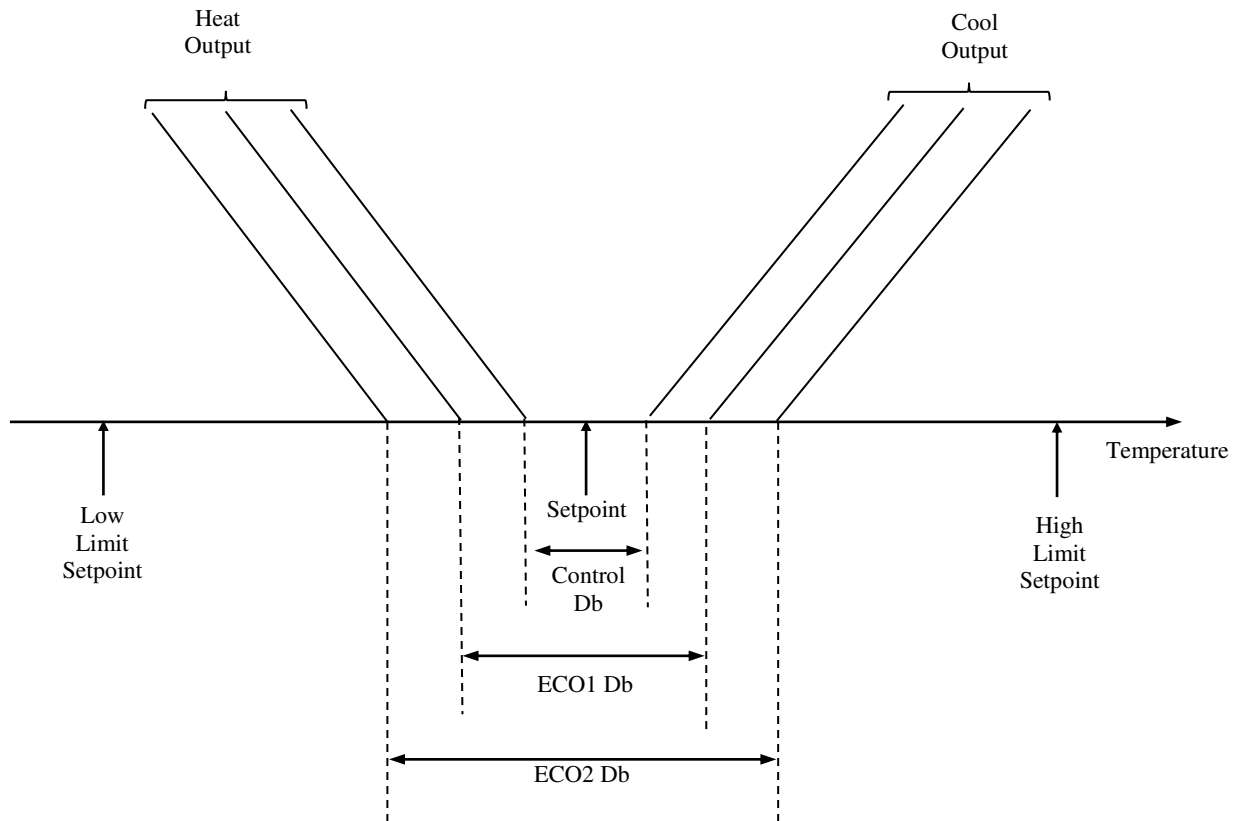 Heat
Output
Cool
Output
Temperature
Low
Limit
Setpoint
Setpoint
High
Limit
Setpoint
Control
Db
ECO1 Db
ECO2 Db